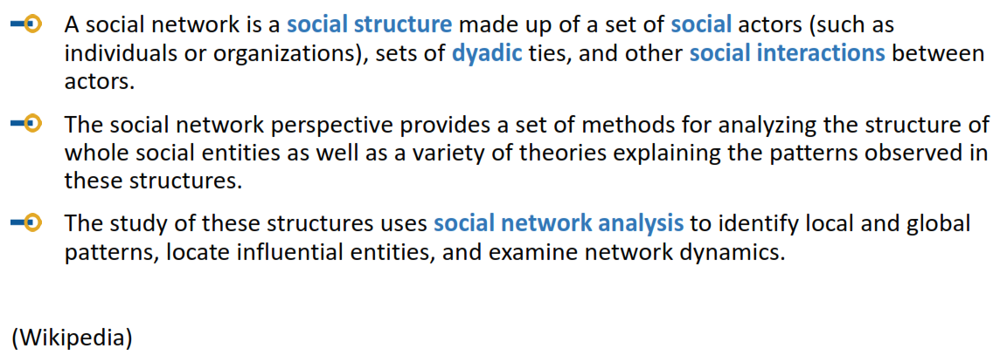 A social network is a social structure made up of a set of social actors (such as
individuals or organizations), sets of dyadic ties, and other social interactions between
actors.
The social network perspective provides a set of methods for analyzing the structure of
whole social entities as well as a variety of theories explaining the patterns observed in
these structures.
The study of these structures uses social network analysis to identify local and global
patterns, locate influential entities, and examine network dynamics.
(Wikipedia)